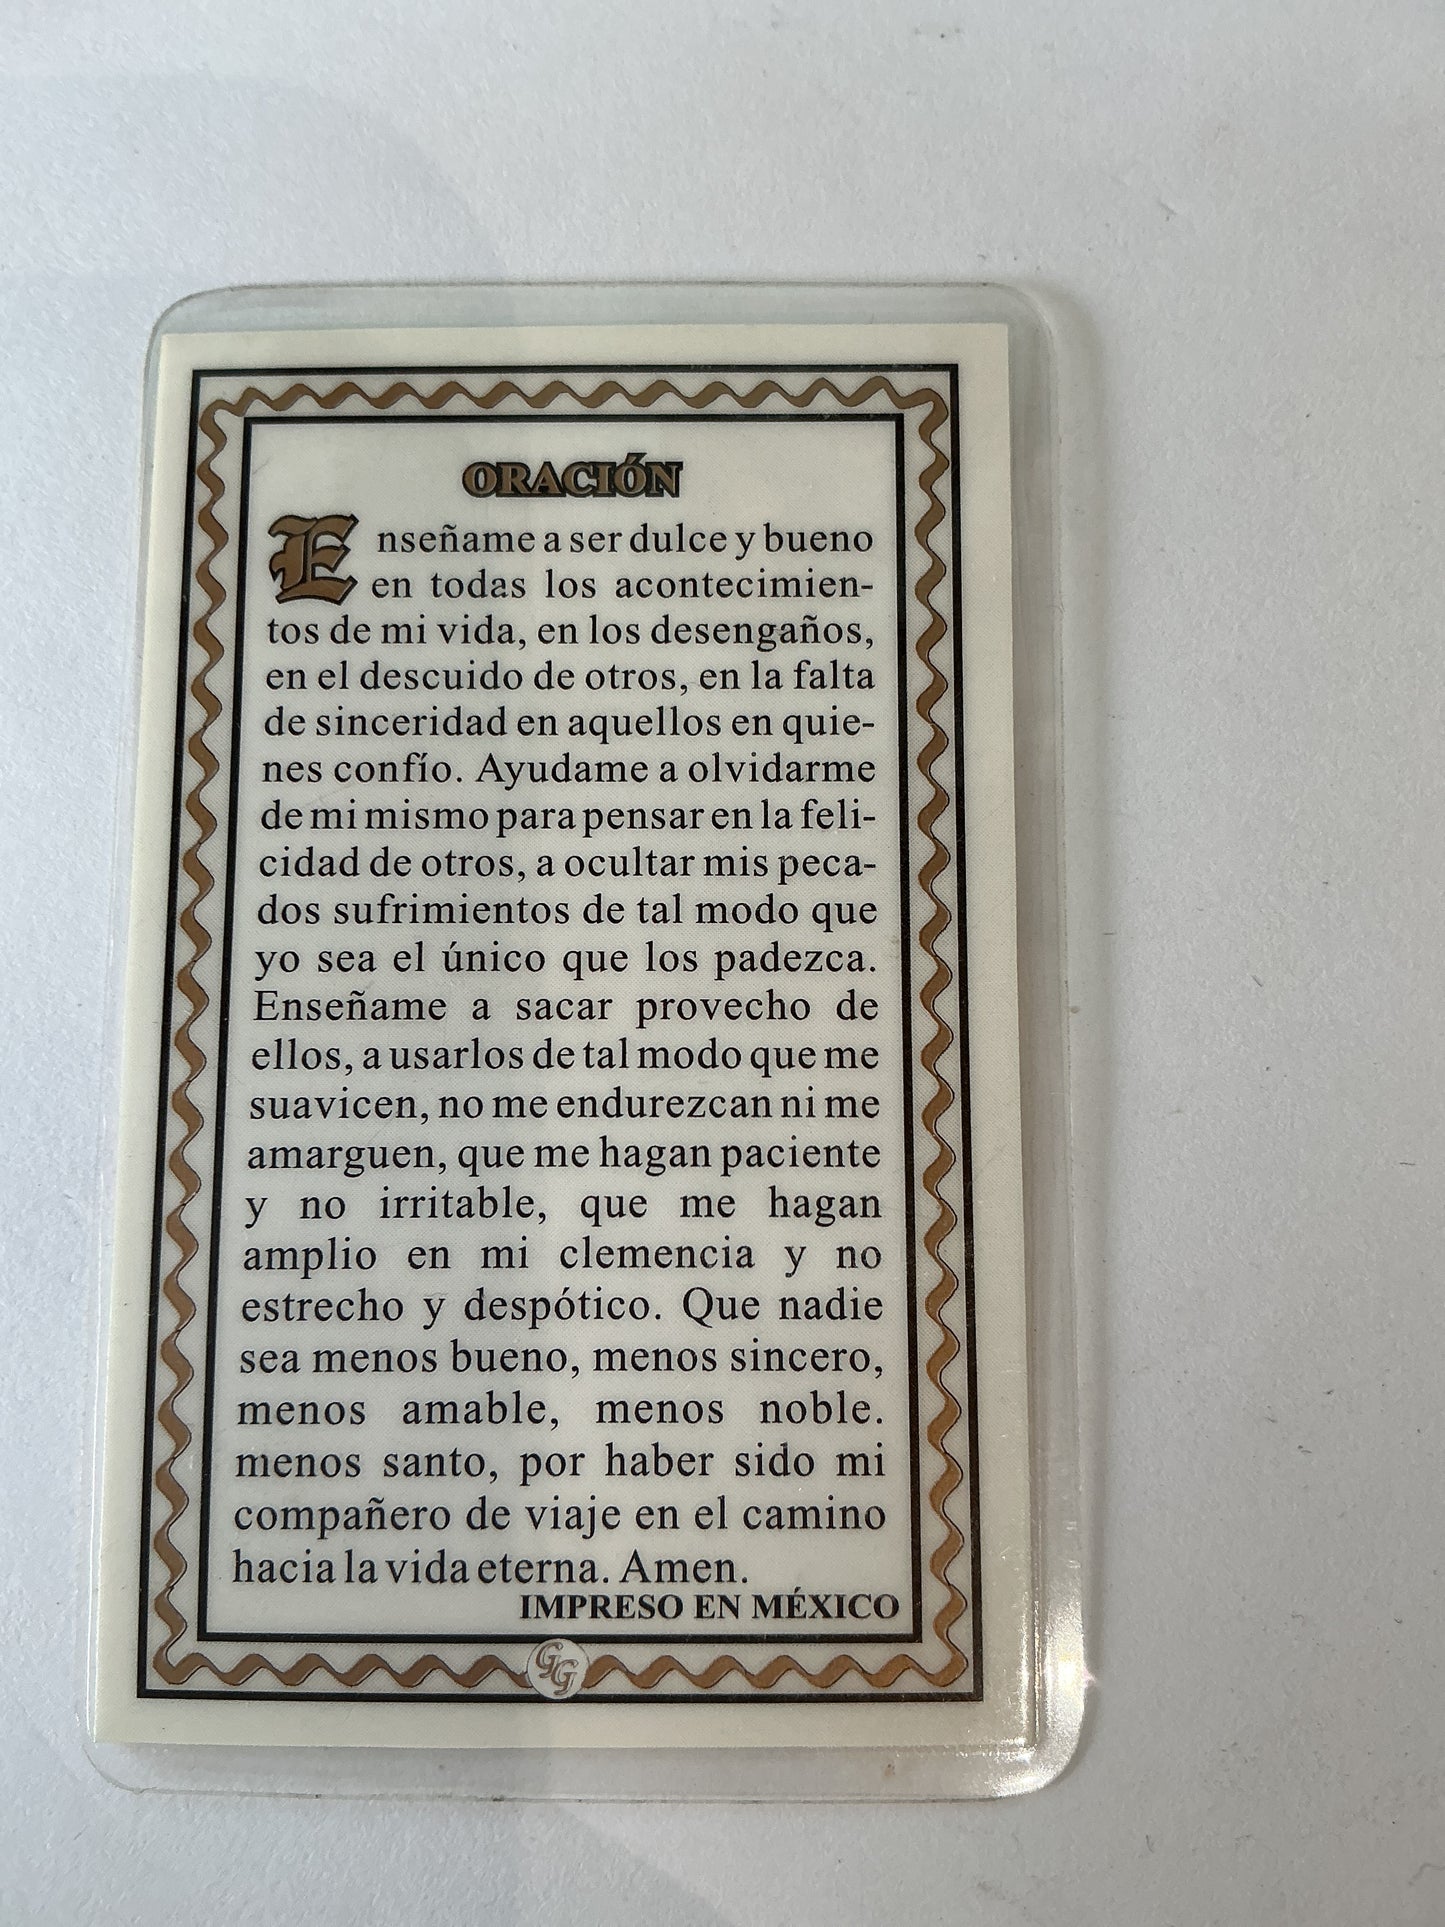 ORACIÓN
Enseñame a ser dulce y bueno
en todas los acontecimien-
tos de mi vida, en los desengaños,
en el descuido de otros, en la falta
de sinceridad en aquellos en quie-
nes confío. Ayudame a olvidarme
de mi mismo para pensar en la feli-
cidad de otros, a ocultar mis peca-
dos sufrimientos de tal modo que
yo sea el único que los padezca.
Enseñame a sacar provecho de
ellos, a usarlos de tal modo que me
suavicen, no me endurezcan ni me
amarguen, que me hagan paciente
y no irritable, que me hagan
amplio en mi clemencia y no
estrecho y despótico. Que nadie
sea menos bueno, menos sincero,
menos amable, menos noble.
menos santo, por haber sido mi
compañero de viaje en el camino
hacia la vida eterna. Amen.
IMPRESO EN MÉXICO
GG